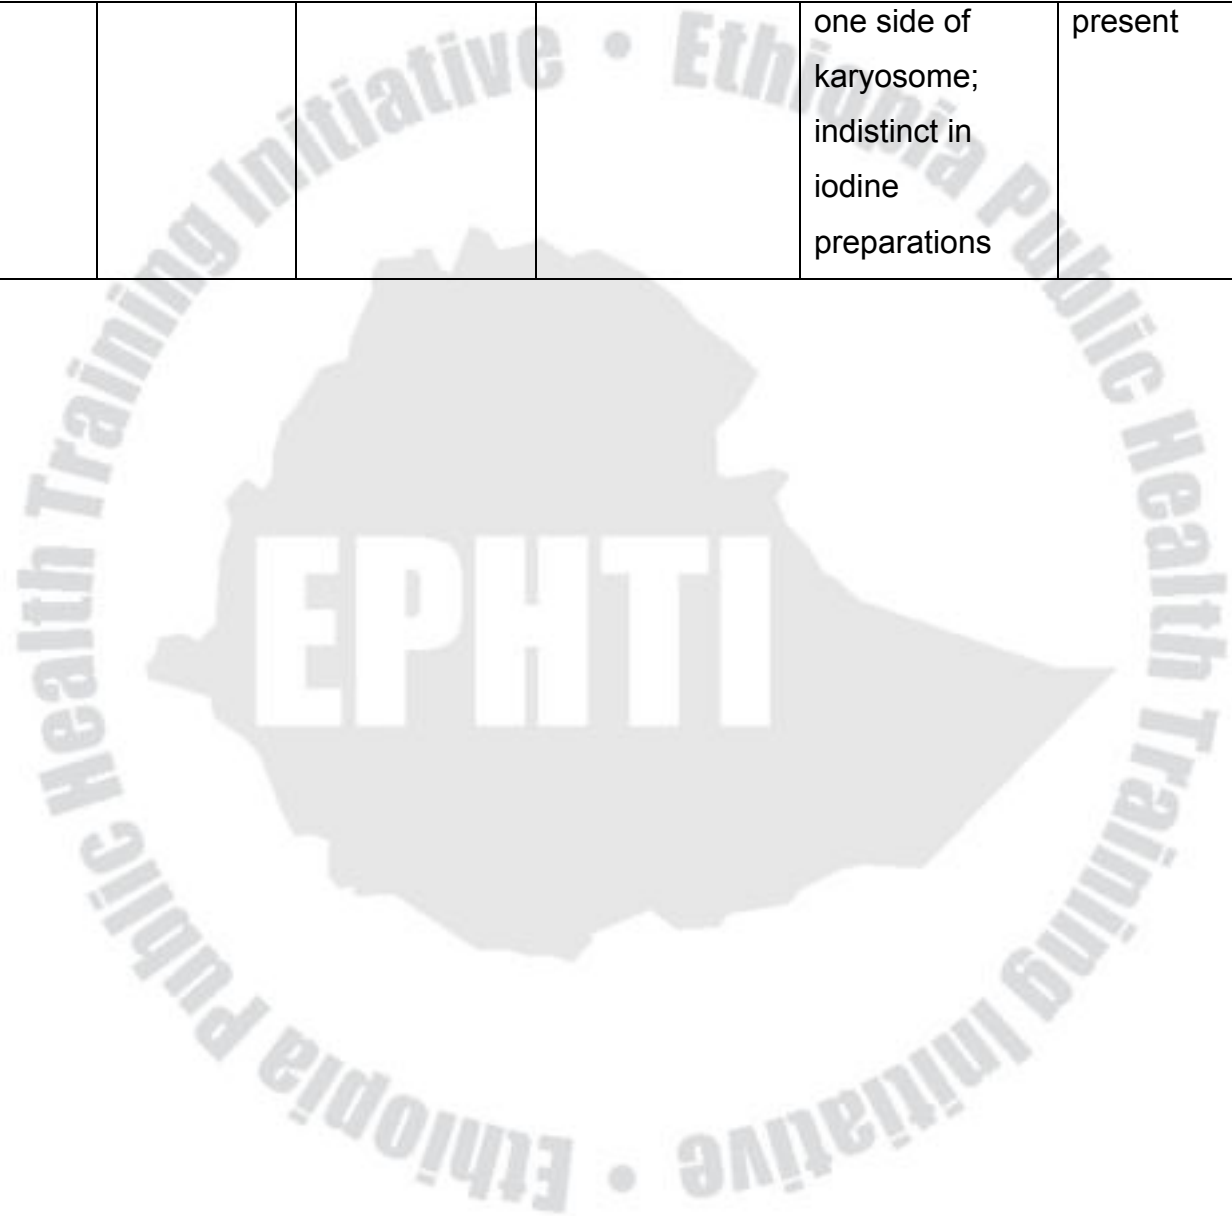 one side of
karyosome;
indistinct in
iodine
preparations
present
Ethiopia Public Health Training Initiative • Ethiopia Public Health Training Initiative •
EPHTI